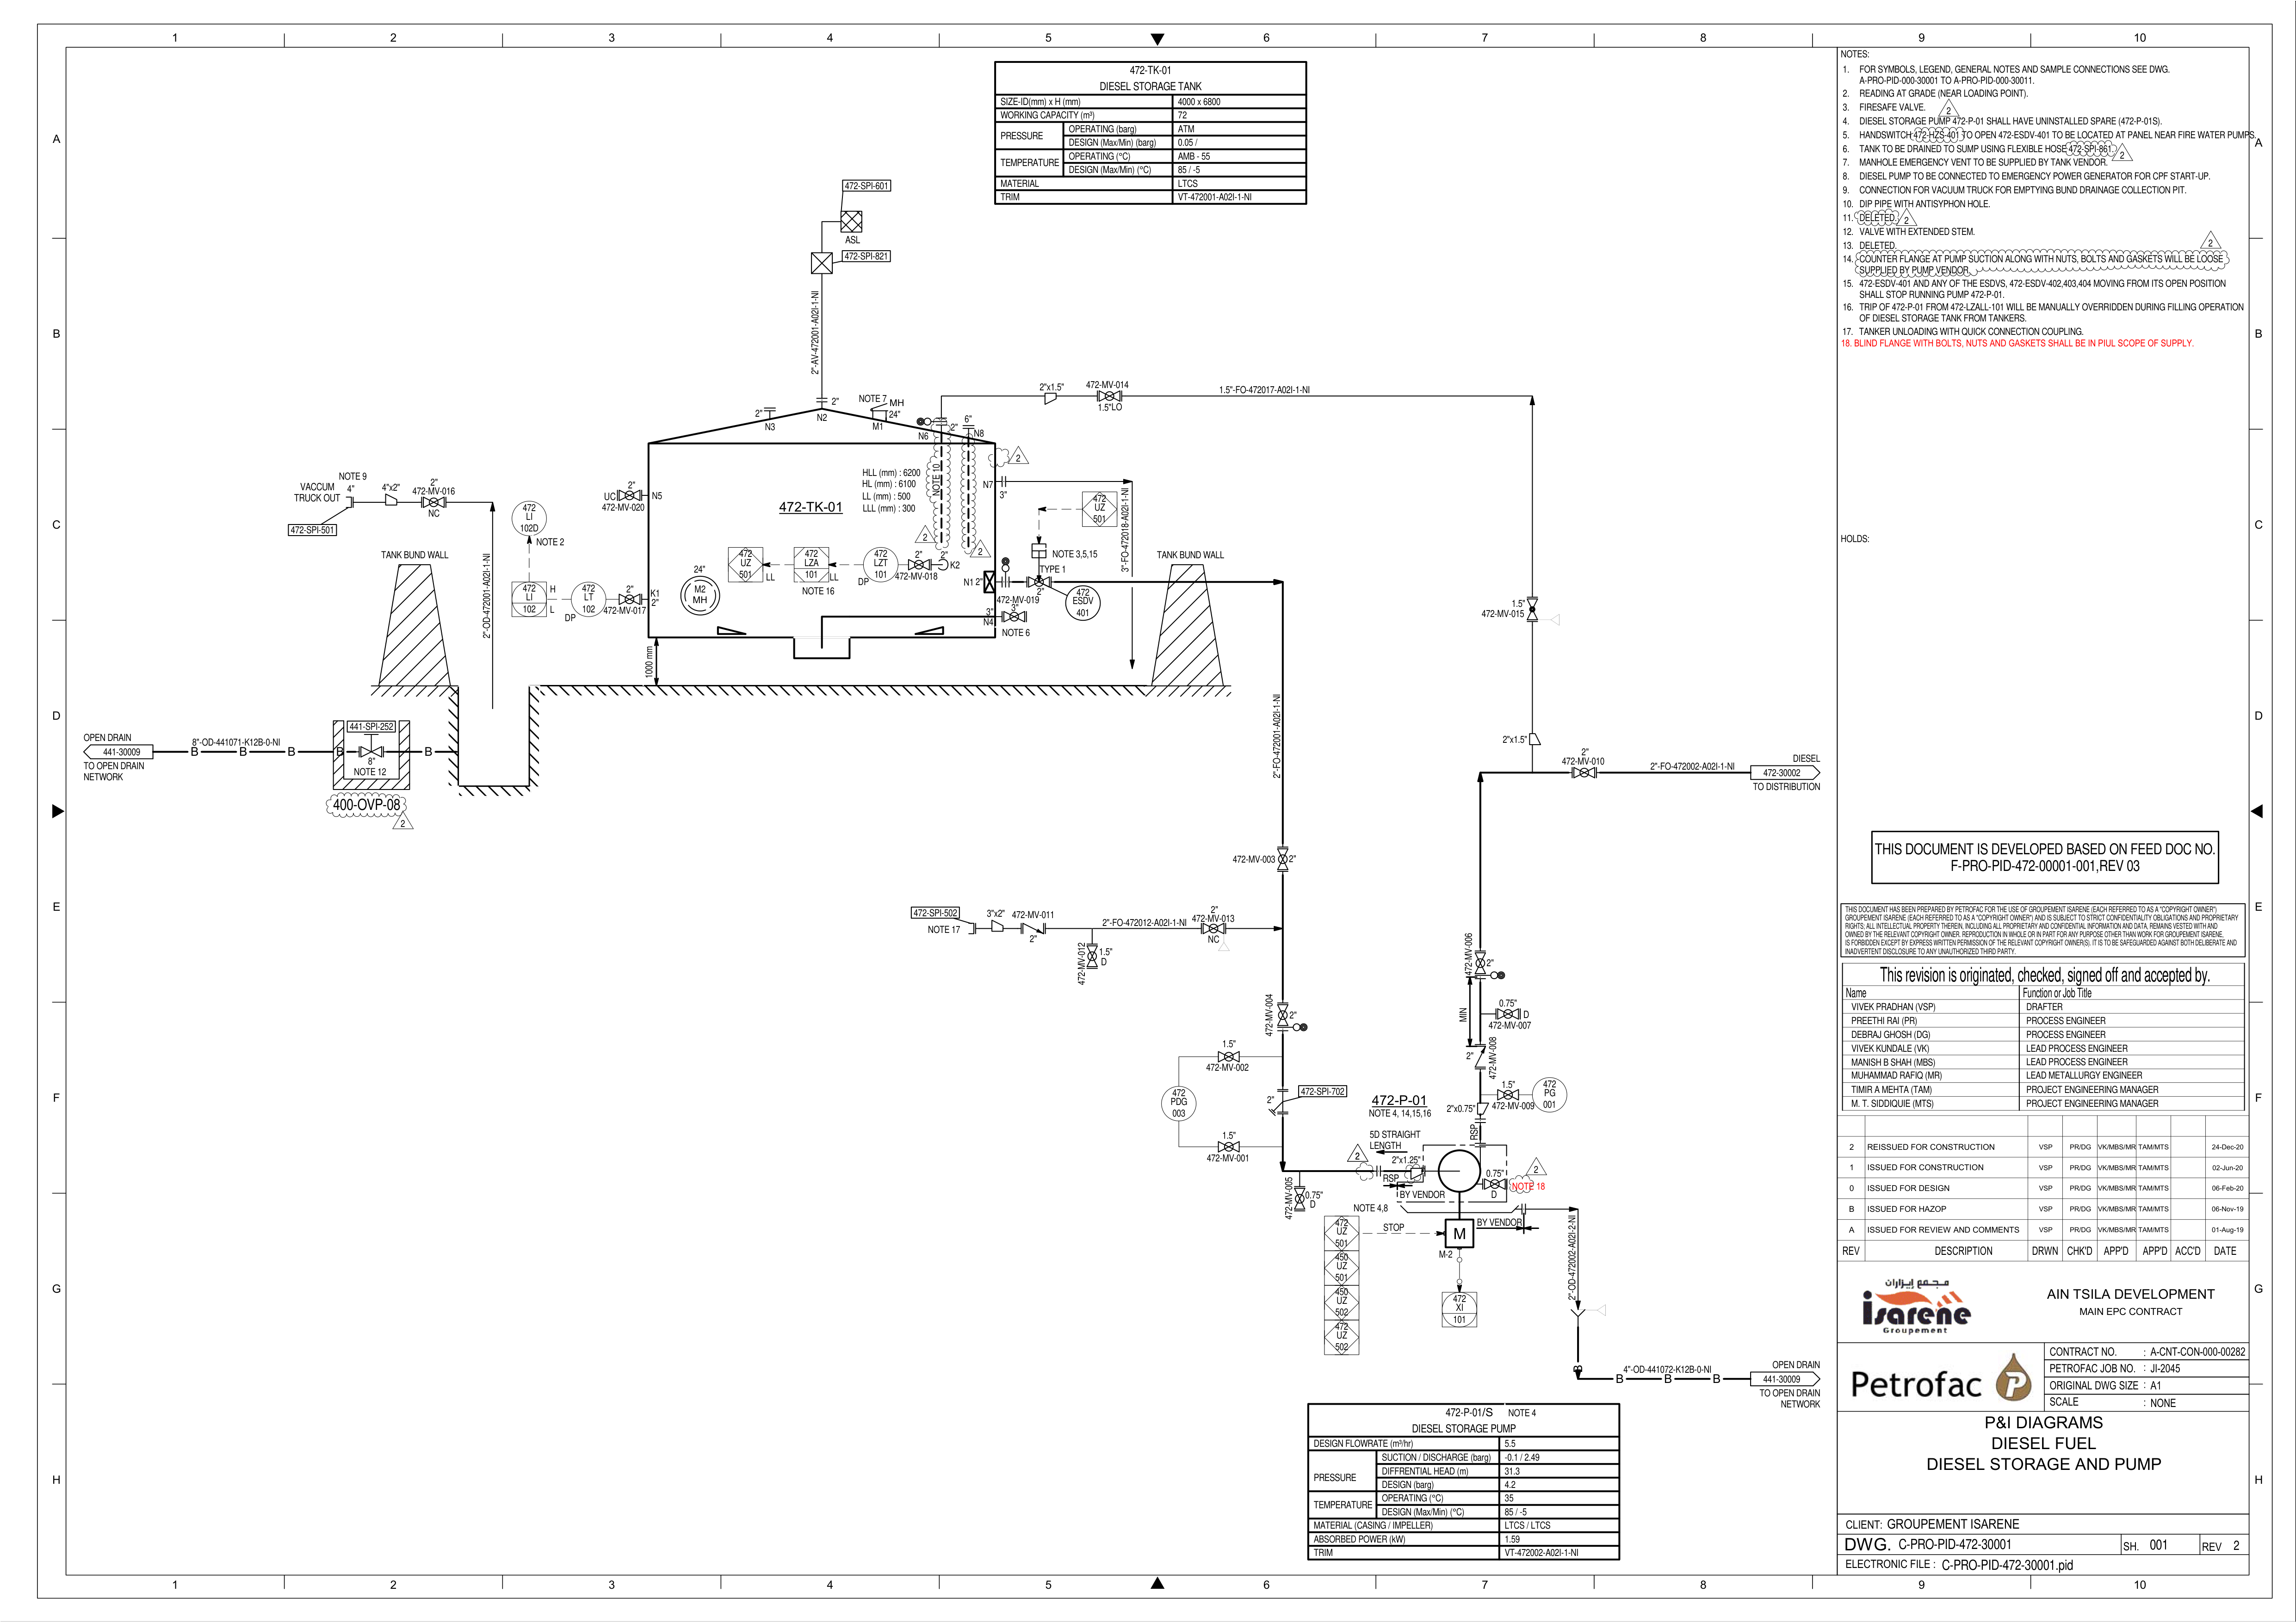 1 2 3 4 5 6 7 8 9 10
A
B
C
D
E
F
G
H
472-TK-01
DIESEL STORAGE TANK
SIZE-ID(mm) x H (mm) 4000 x 6800
WORKING CAPACITY (m³) 72
PRESSURE OPERATING (barg) ATM
DESIGN (Max/Min) (barg) 0.05 /
TEMPERATURE OPERATING (°C) AMB - 55
DESIGN (Max/Min) (°C) 85 / -5
MATERIAL LTCS
TRIM VT-472001-A02I-1-NI
472-SPI-601
ASL
472-SPI-821
2"-AV-472001-A02I-1-NI
2"
N2
2"
N3
NOTE 7
MH
24"
M1
N6
2"
6"
N8
2"x1.5"
472-MV-014
1.5"LO
1.5"-FO-472017-A02I-1-NI
HLL (mm) : 6200
HL (mm) : 6100
LL (mm) : 500
LLL (mm) : 300
NOTE 10
472-TK-01
2
N7
3"
3"-FO-472018-A02I-1-NI
472
UZ
501
NOTE 3,5,15
TYPE 1
2"
472
ESDV
401
N1 2"
472-MV-019
3"
3"
N4
NOTE 6
2
2
NOTE 9
VACCUM
TRUCK OUT
4"
4"x2"
2"
472-MV-016
NC
472-SPI-501
472
LI
102D
NOTE 2
2"
UC
N5
472-MV-020
TANK BUND WALL
2"-OD-472001-A02I-1-NI
472
LI
102
H
L
472
LT
102
DP
2"
472-MV-017
K1
2"
24"
M2
MH
472
UZ
501
LL
472
LZA
101
LL
NOTE 16
472
LZT
101
DP
2"
472-MV-018
2"
K2
TANK BUND WALL
1000 mm
OPEN DRAIN
441-30009
TO OPEN DRAIN
NETWORK
8"-OD-441071-K12B-0-NI
B B B B B
441-SPI-252
8"
NOTE 12
400-OVP-08
2
2"-FO-472001-A02I-1-NI
1.5"
472-MV-015
2"x1.5"
2"
472-MV-010
2"-FO-472002-A02I-1-NI
DIESEL
472-30002
TO DISTRIBUTION
472-MV-003 2"
472-SPI-502
NOTE 17
3"x2"
472-MV-011
2"
2"-FO-472012-A02I-1-NI
2"
472-MV-013
NC
472-MV-012
1.5"
D
472-MV-004
2"
1.5"
472-MV-002
472
PDG
003
1.5"
472-MV-001
2"
472-SPI-702
472-MV-005
0.75"
D
472-MV-006
2"
MIN
0.75"
D
472-MV-007
2"
472-MV-008
1.5"
472-MV-009
472
PG
001
2"x0.75"
RSP
472-P-01
NOTE 4, 14,15,16
5D STRAIGHT
LENGTH
2
2"x1.25"
RSP
BY VENDOR
0.75"
D
2
NOTE 18
NOTE 4,8
BY VENDOR
STOP
M
M-2
472
UZ
501
450
UZ
501
450
UZ
502
472
UZ
502
472
XI
101
2"-OD-472002-A02I-2-NI
B
4"-OD-441072-K12B-0-NI
B B B
OPEN DRAIN
441-30009
TO OPEN DRAIN
NETWORK
472-P-01/S NOTE 4
DIESEL STORAGE PUMP
DESIGN FLOWRATE (m³/hr) 5.5
PRESSURE SUCTION / DISCHARGE (barg) -0.1 / 2.49
DIFFRENTIAL HEAD (m) 31.3
DESIGN (barg) 4.2
TEMPERATURE OPERATING (°C) 35
DESIGN (Max/Min) (°C) 85 / -5
MATERIAL (CASING / IMPELLER) LTCS / LTCS
ABSORBED POWER (kW) 1.59
TRIM VT-472002-A02I-1-NI
NOTES:
1. FOR SYMBOLS, LEGEND, GENERAL NOTES AND SAMPLE CONNECTIONS SEE DWG.
A-PRO-PID-000-30001 TO A-PRO-PID-000-30011.
2. READING AT GRADE (NEAR LOADING POINT).
3. FIRESAFE VALVE. 2
4. DIESEL STORAGE PUMP 472-P-01 SHALL HAVE UNINSTALLED SPARE (472-P-01S).
5. HANDSWITCH 472-HZS-401 TO OPEN 472-ESDV-401 TO BE LOCATED AT PANEL NEAR FIRE WATER PUMPS.
6. TANK TO BE DRAINED TO SUMP USING FLEXIBLE HOSE 472-SPI-861. 2
7. MANHOLE EMERGENCY VENT TO BE SUPPLIED BY TANK VENDOR.
8. DIESEL PUMP TO BE CONNECTED TO EMERGENCY POWER GENERATOR FOR CPF START-UP.
9. CONNECTION FOR VACUUM TRUCK FOR EMPTYING BUND DRAINAGE COLLECTION PIT.
10. DIP PIPE WITH ANTISYPHON HOLE.
11. DELETED. 2
12. VALVE WITH EXTENDED STEM.
13. DELETED. 2
14. COUNTER FLANGE AT PUMP SUCTION ALONG WITH NUTS, BOLTS AND GASKETS WILL BE LOOSE
SUPPLIED BY PUMP VENDOR.
15. 472-ESDV-401 AND ANY OF THE ESDVS, 472-ESDV-402,403,404 MOVING FROM ITS OPEN POSITION
SHALL STOP RUNNING PUMP 472-P-01.
16. TRIP OF 472-P-01 FROM 472-LZALL-101 WILL BE MANUALLY OVERRIDDEN DURING FILLING OPERATION
OF DIESEL STORAGE TANK FROM TANKERS.
17. TANKER UNLOADING WITH QUICK CONNECTION COUPLING.
18. BLIND FLANGE WITH BOLTS, NUTS AND GASKETS SHALL BE IN PIUL SCOPE OF SUPPLY.
HOLDS:
THIS DOCUMENT IS DEVELOPED BASED ON FEED DOC NO.
F-PRO-PID-472-00001-001,REV 03
THIS DOCUMENT HAS BEEN PREPARED BY PETROFAC FOR THE USE OF GROUPEMENT ISARENE (EACH REFERRED TO AS A "COPYRIGHT OWNER")
GROUPEMENT ISARENE (EACH REFERRED TO AS A "COPYRIGHT OWNER") AND IS SUBJECT TO STRICT CONFIDENTIALITY OBLIGATIONS AND PROPRIETARY
RIGHTS; ALL INTELLECTUAL PROPERTY THEREIN, INCLUDING ALL PROPRIETARY AND CONFIDENTIAL INFORMATION AND DATA, REMAINS VESTED WITH AND
OWNED BY THE RELEVANT COPYRIGHT OWNER. REPRODUCTION IN WHOLE OR IN PART FOR ANY PURPOSE OTHER THAN WORK FOR GROUPEMENT ISARENE,
IS FORBIDDEN EXCEPT BY EXPRESS WRITTEN PERMISSION OF THE RELEVANT COPYRIGHT OWNER(S). IT IS TO BE SAFEGUARDED AGAINST BOTH DELIBERATE AND
INADVERTENT DISCLOSURE TO ANY UNAUTHORIZED THIRD PARTY.
This revision is originated, checked, signed off and accepted by.
Name Function or Job Title
VIVEK PRADHAN (VSP) DRAFTER
PREETHI RAI (PR) PROCESS ENGINEER
DEBRAJ GHOSH (DG) PROCESS ENGINEER
VIVEK KUNDALE (VK) LEAD PROCESS ENGINEER
MANISH B SHAH (MBS) LEAD PROCESS ENGINEER
MUHAMMAD RAFIQ (MR) LEAD METALLURGY ENGINEER
TIMIR A MEHTA (TAM) PROJECT ENGINEERING MANAGER
M. T. SIDDIQUIE (MTS) PROJECT ENGINEERING MANAGER
2 REISSUED FOR CONSTRUCTION VSP PR/DG VK/MBS/MR TAM/MTS 24-Dec-20
1 ISSUED FOR CONSTRUCTION VSP PR/DG VK/MBS/MR TAM/MTS 02-Jun-20
0 ISSUED FOR DESIGN VSP PR/DG VK/MBS/MR TAM/MTS 06-Feb-20
B ISSUED FOR HAZOP VSP PR/DG VK/MBS/MR TAM/MTS 06-Nov-19
A ISSUED FOR REVIEW AND COMMENTS VSP PR/DG VK/MBS/MR TAM/MTS 01-Aug-19
REV DESCRIPTION DRWN CHK'D APP'D APP'D ACC'D DATE
مجمع إيزاران
isarene
Groupement
AIN TSILA DEVELOPMENT
MAIN EPC CONTRACT
Petrofac
CONTRACT NO. : A-CNT-CON-000-00282
PETROFAC JOB NO. : JI-2045
ORIGINAL DWG SIZE : A1
SCALE : NONE
P&I DIAGRAMS
DIESEL FUEL
DIESEL STORAGE AND PUMP
CLIENT: GROUPEMENT ISARENE
DWG. C-PRO-PID-472-30001 SH. 001 REV 2
ELECTRONIC FILE : C-PRO-PID-472-30001.pid
A
B
C
D
E
F
G
H
1 2 3 4 5 6 7 8 9 10